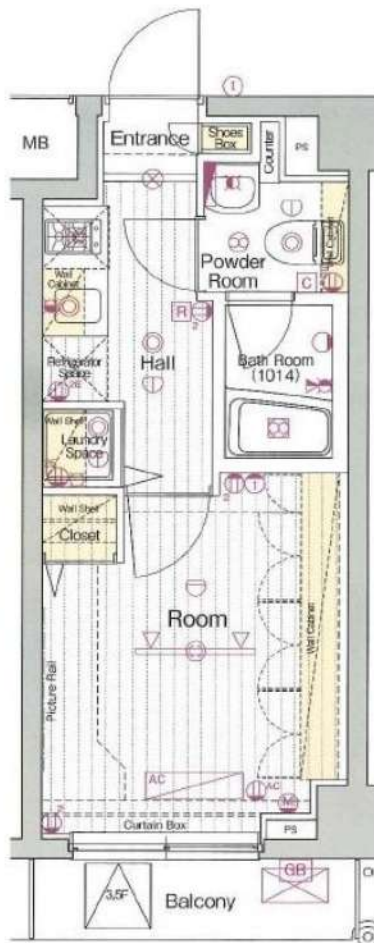 Entrance
Shoes
Box
Counter
PS
MB
Wall
Cabinet
Powder
Room
C
R
Refrigerator
Space
Hall
Bath Room
(1014)
Wall Shelf
Laundry
Space
Wall Shelf
Closet
Room
Wall Cabinet
Picture Rail
AC
AC
M
Curtain Box
PS
3,5F
Balcony
GB